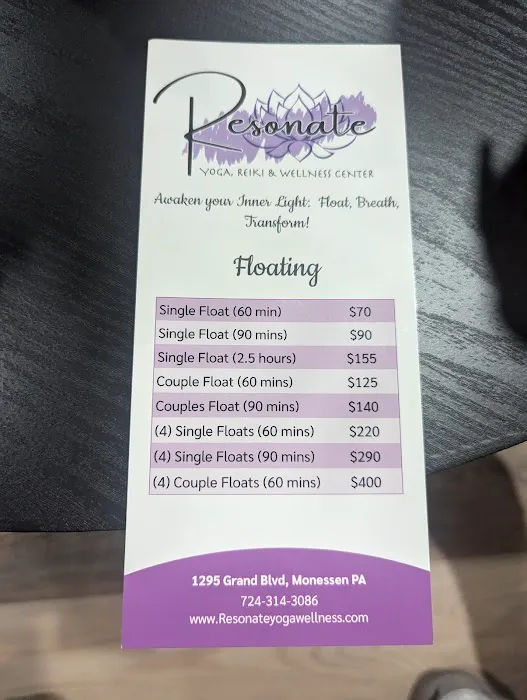 Resonate
YOGA, REIKI & WELLNESS CENTER
Awaken your Inner Light: Float, Breath,
Transform!
Floating
Single Float (60 min) $70
Single Float (90 mins) $90
Single Float (2.5 hours) $155
Couple Float (60 mins) $125
Couples Float (90 mins) $140
(4) Single Floats (60 mins) $220
(4) Single Floats (90 mins) $290
(4) Couple Floats (60 mins) $400
1295 Grand Blvd, Monessen PA
724-314-3086
www.Resonateyogawellness.com